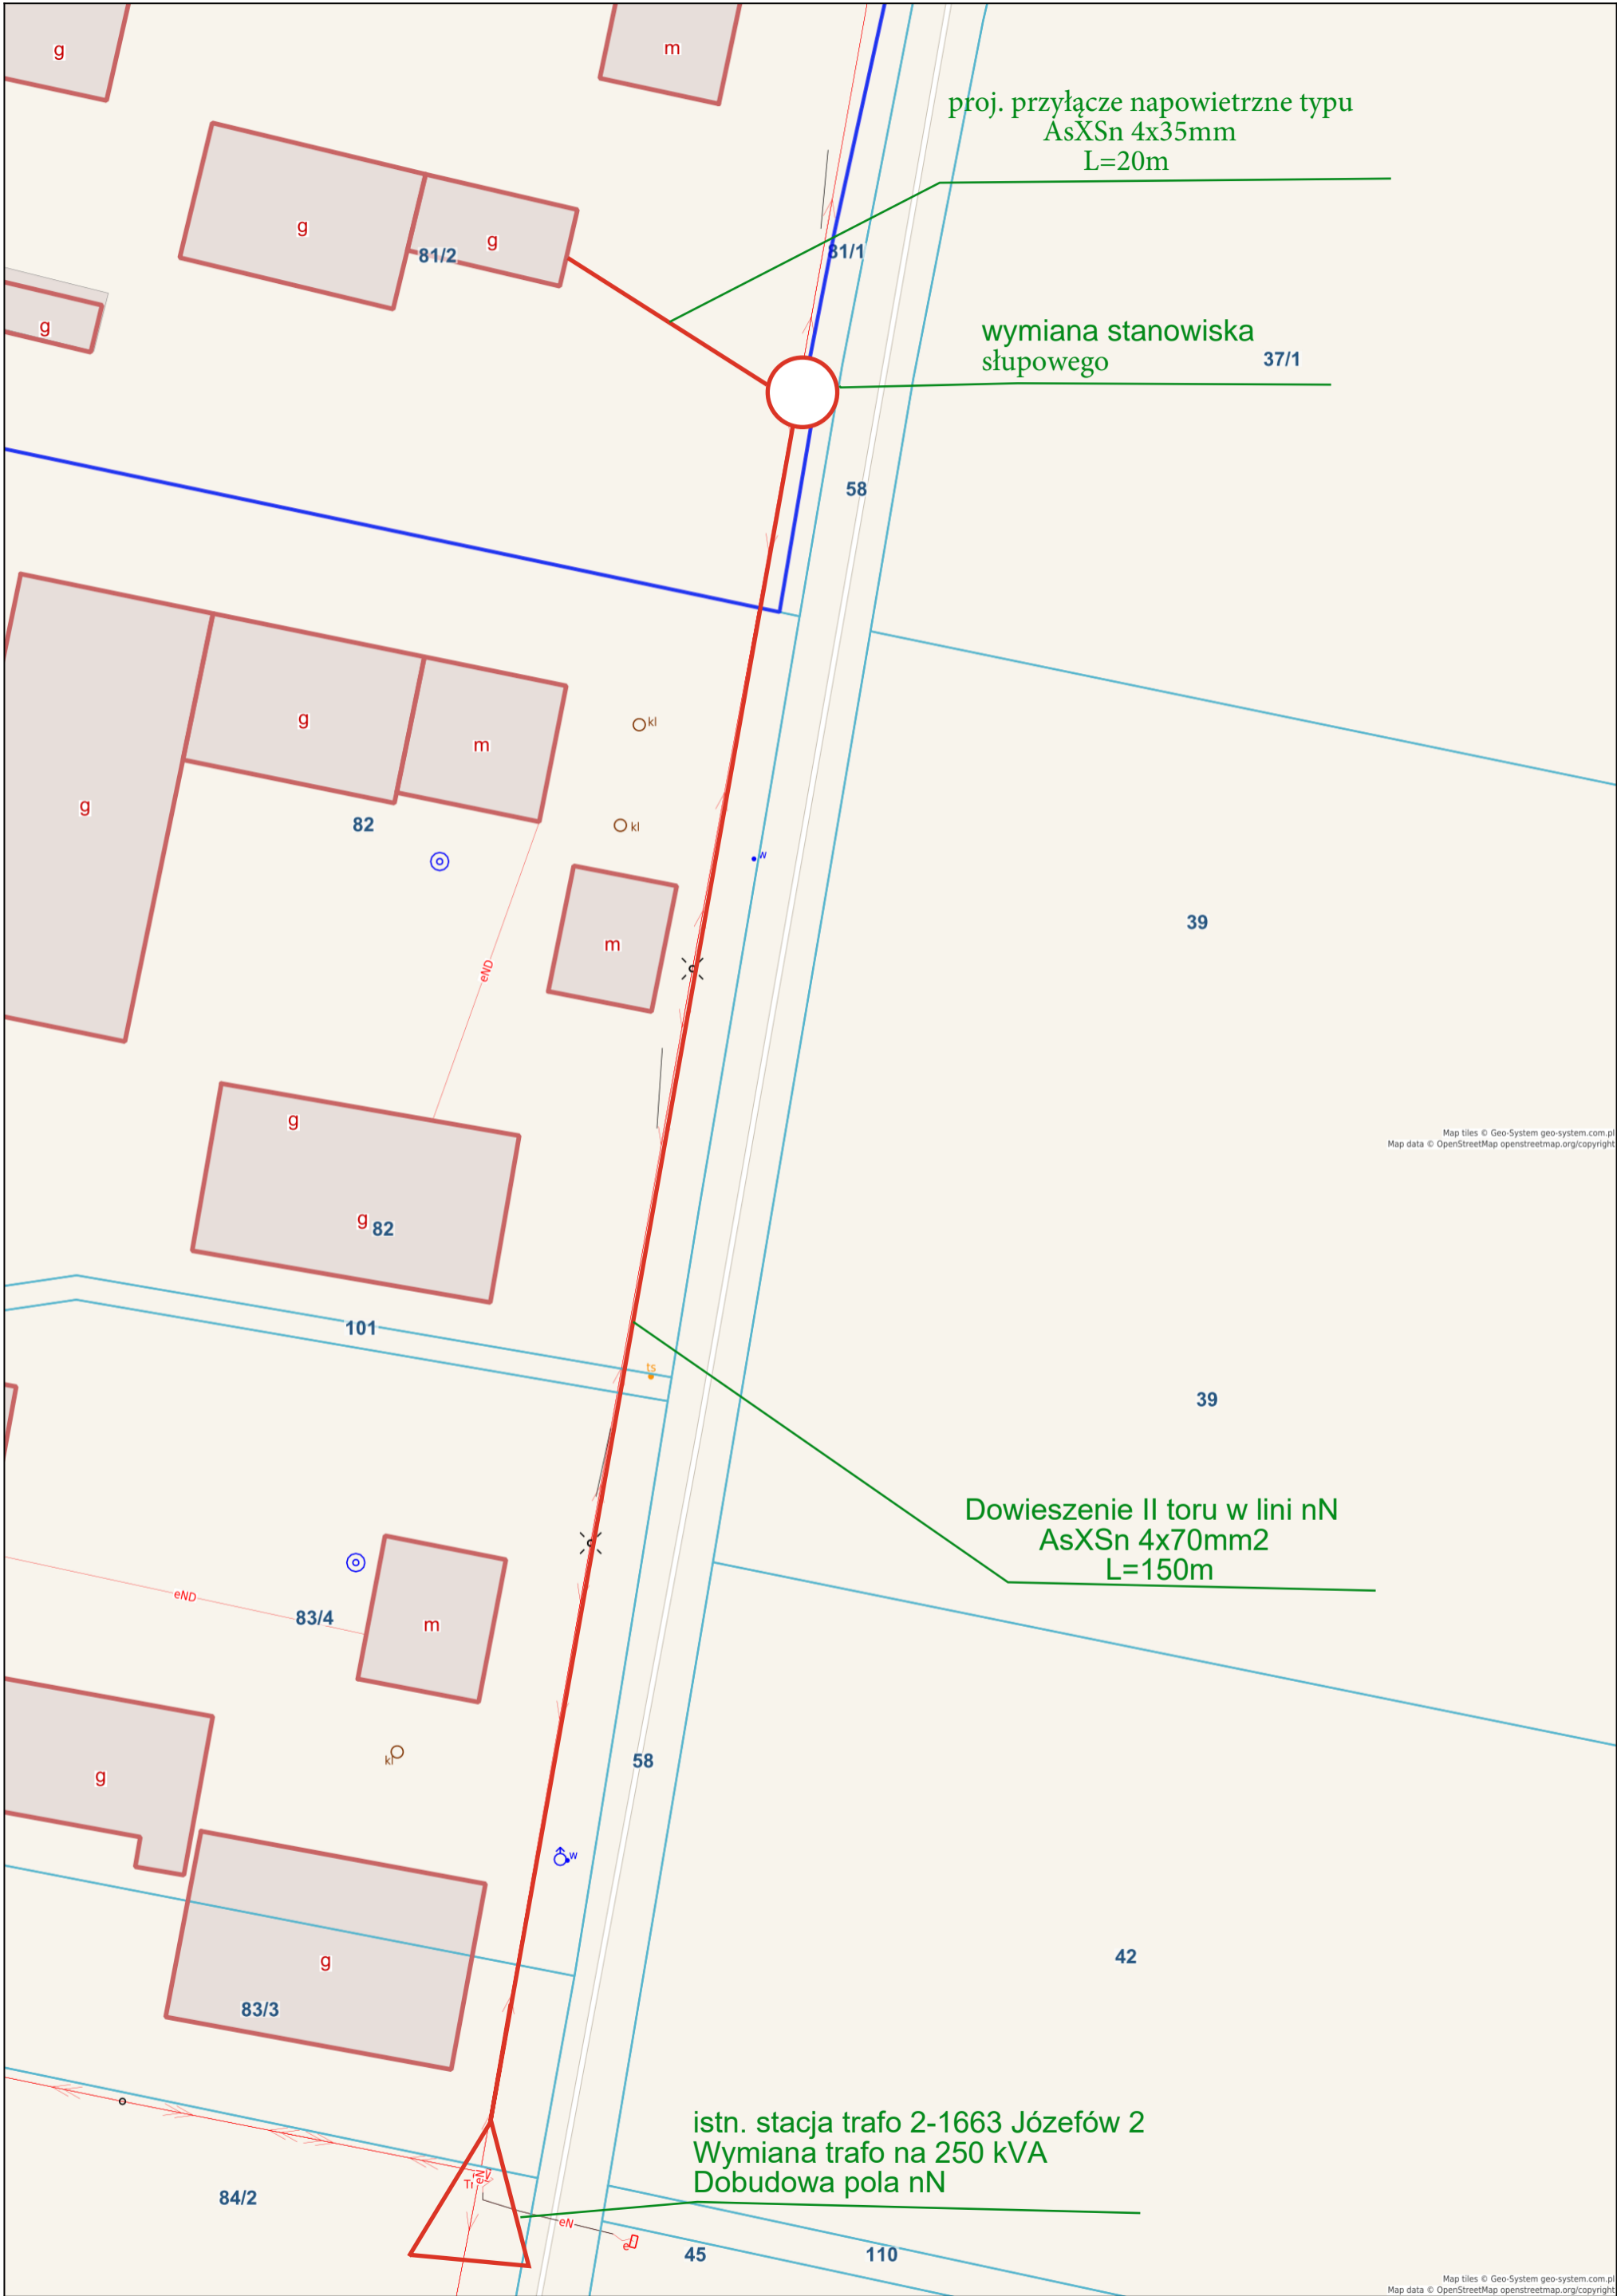 g
m
proj. przyłącze napowietrzne typu
AsXSn 4x35mm
L=20m
g
g
81/2
81/1
g
wymiana stanowiska
słupowego
37/1
58
kl
g
m
g
kl
82
w
39
m
eND
g
Map tiles © Geo-System geo-system.com.pl
Map data © OpenStreetMap openstreetmap.org/copyright
g
82
101
ts
39
Dowieszenie II toru w lini nN
AsXSn 4x70mm2
L=150m
eND
83/4
m
kl
58
g
w
42
g
83/3
istn. stacja trafo 2-1663 Józefów 2
Wymiana trafo na 250 kVA
Dobudowa pola nN
eN
84/2
eN
e
45
110
Map tiles © Geo-System geo-system.com.pl
Map data © OpenStreetMap openstreetmap.org/copyright